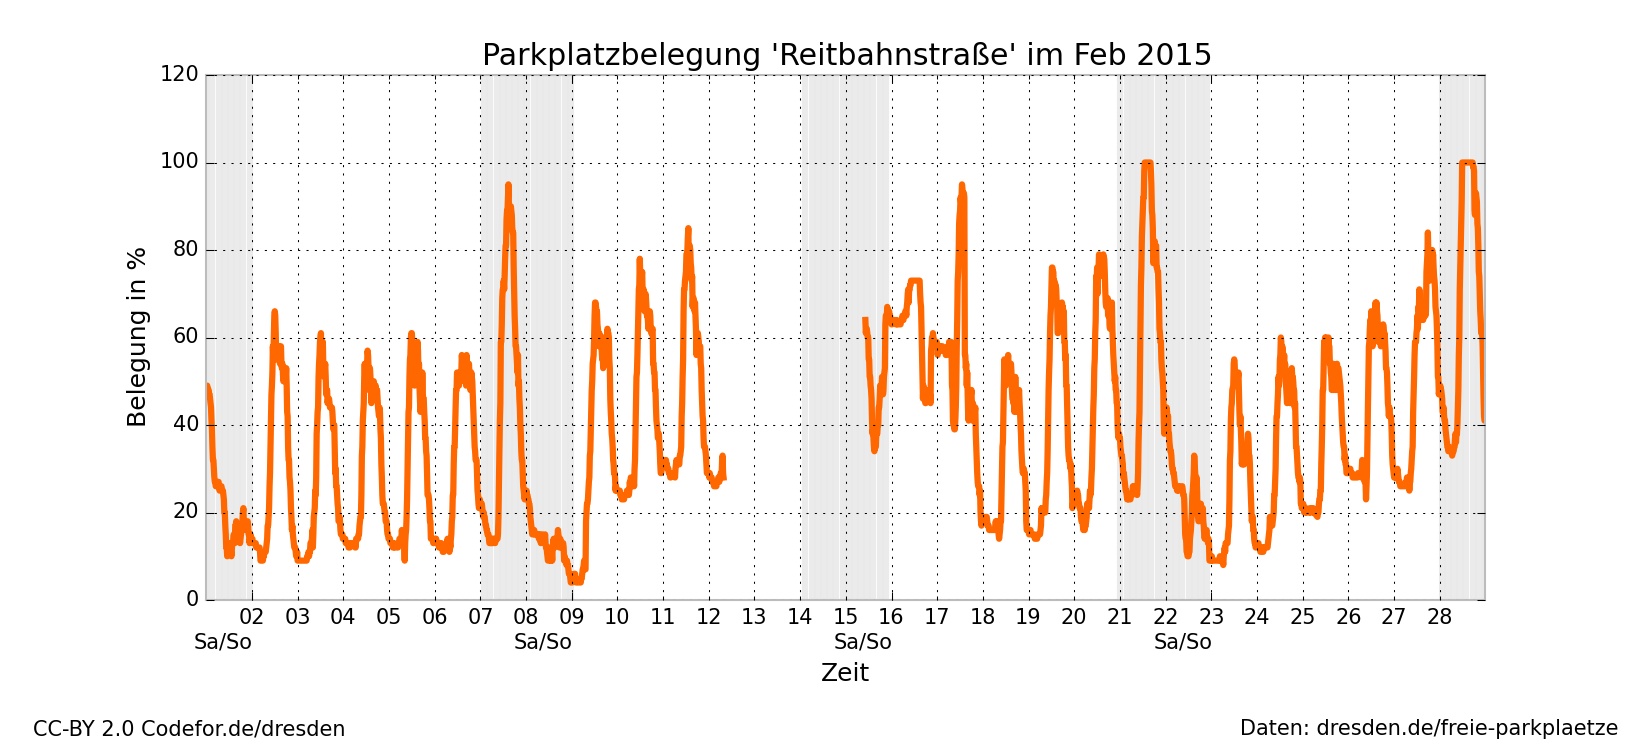 Parkplatzbelegung 'Reitbahnstraße' im Feb 2015
120
100
80
60
40
20
0
Belegung in %
02 03 04 05 06 07 08 09 10 11 12 13 14 15 16 17 18 19 20 21 22 23 24 25 26 27 28
Sa/So Sa/So Sa/So Sa/So
Zeit
CC-BY 2.0 Codefor.de/dresden
Daten: dresden.de/freie-parkplaetze